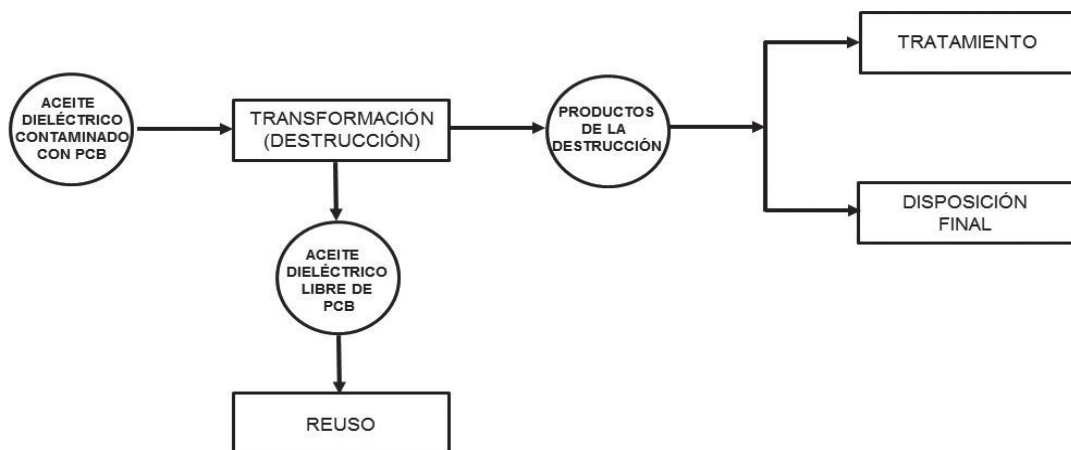 ACEITE
DIELÉCTRICO
CONTAMINADO
CON PCB
TRANSFORMACIÓN
(DESTRUCCIÓN)
PRODUCTOS
DE LA
DESTRUCCIÓN
TRATAMIENTO
DISPOSICIÓN
FINAL
ACEITE
DIELÉCTRICO
LIBRE DE
PCB
REUSO